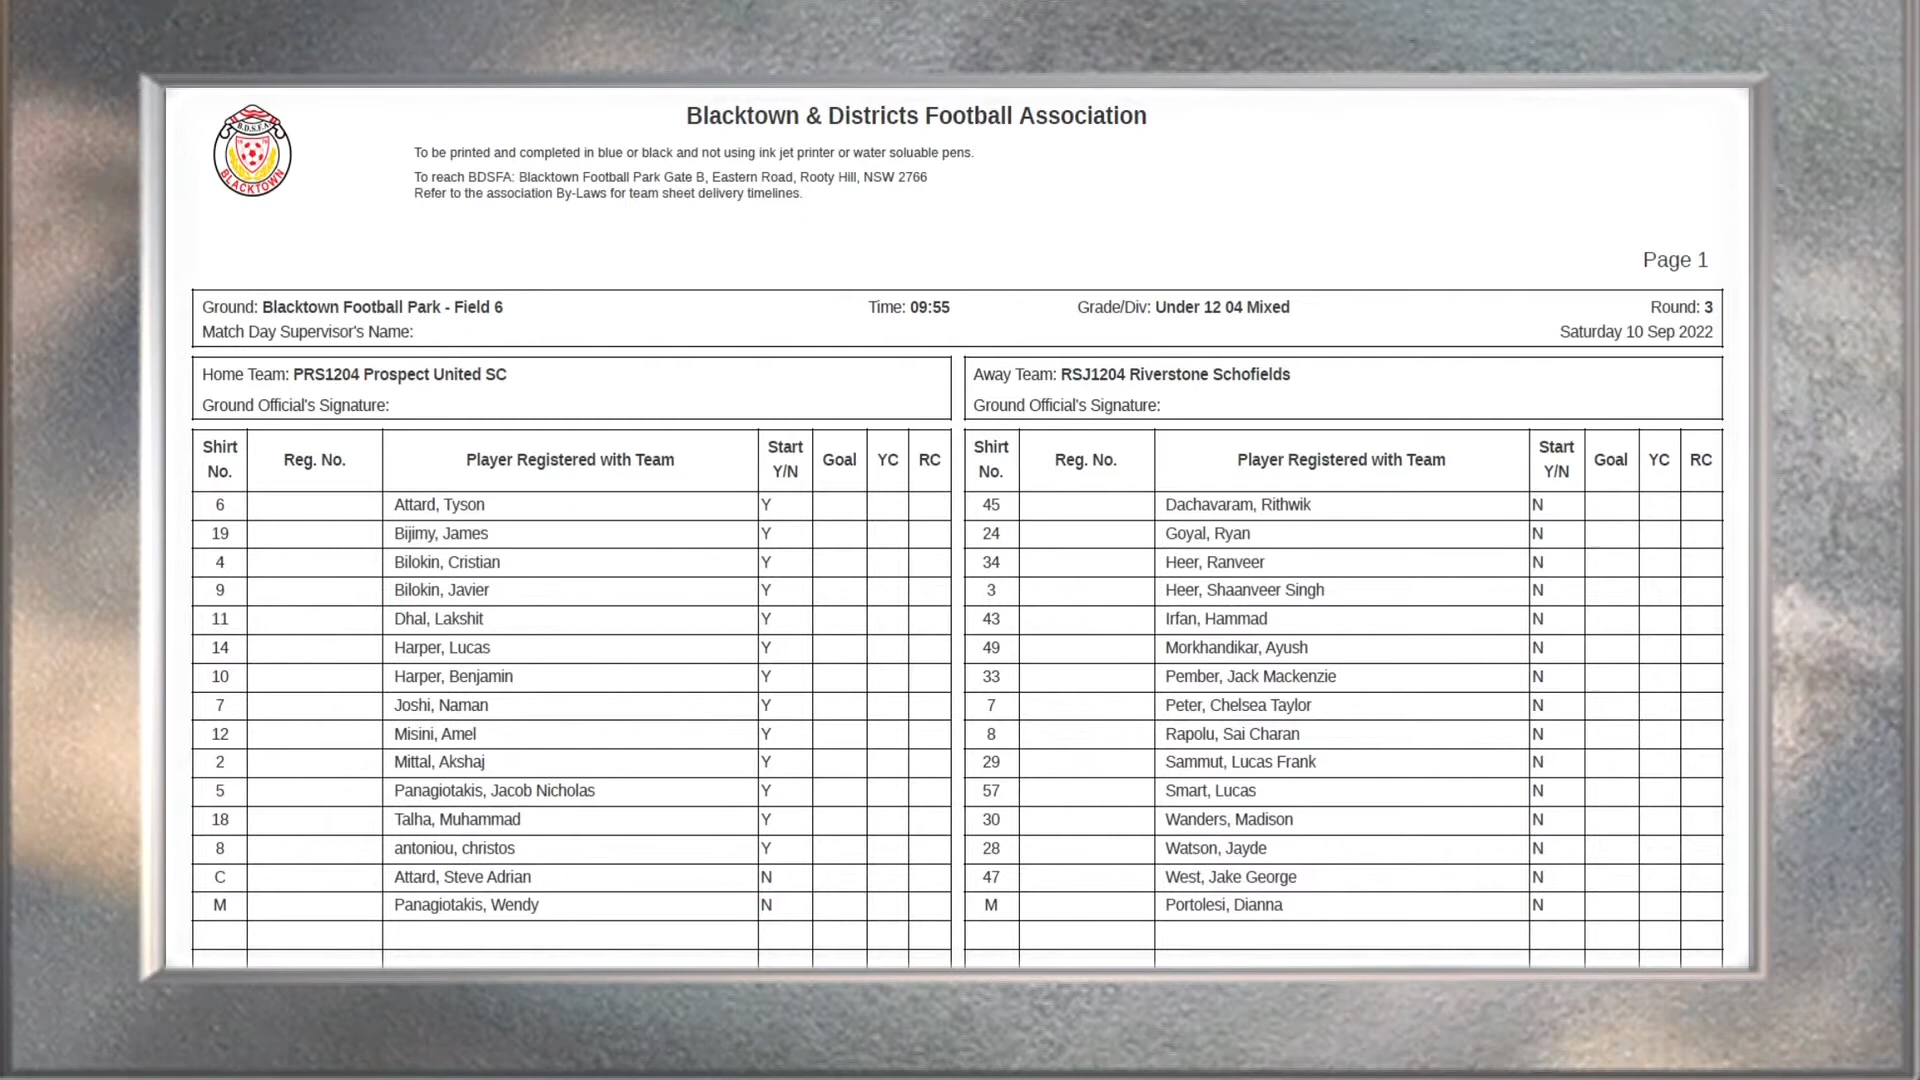 B.D.S.F.A.
BLACKTOWN
Blacktown & Districts Football Association
To be printed and completed in blue or black and not using ink jet printer or water soluable pens.
To reach BDSFA: Blacktown Football Park Gate B, Eastern Road, Rooty Hill, NSW 2766
Refer to the association By-Laws for team sheet delivery timelines.
Page 1
Ground: Blacktown Football Park - Field 6 Time: 09:55 Grade/Div: Under 12 04 Mixed Round: 3
Match Day Supervisor's Name: Saturday 10 Sep 2022
Home Team: PRS1204 Prospect United SC
Ground Official's Signature:
Shirt No. Reg. No. Player Registered with Team Start Y/N Goal YC RC
6 Attard, Tyson Y
19 Bijimy, James Y
4 Bilokin, Cristian Y
9 Bilokin, Javier Y
11 Dhal, Lakshit Y
14 Harper, Lucas Y
10 Harper, Benjamin Y
7 Joshi, Naman Y
12 Misini, Amel Y
2 Mittal, Akshaj Y
5 Panagiotakis, Jacob Nicholas Y
18 Talha, Muhammad Y
8 antoniou, christos Y
C Attard, Steve Adrian N
M Panagiotakis, Wendy N
Away Team: RSJ1204 Riverstone Schofields
Ground Official's Signature:
Shirt No. Reg. No. Player Registered with Team Start Y/N Goal YC RC
45 Dachavaram, Rithwik N
24 Goyal, Ryan N
34 Heer, Ranveer N
3 Heer, Shaanveer Singh N
43 Irfan, Hammad N
49 Morkhandikar, Ayush N
33 Pember, Jack Mackenzie N
7 Peter, Chelsea Taylor N
8 Rapolu, Sai Charan N
29 Sammut, Lucas Frank N
57 Smart, Lucas N
30 Wanders, Madison N
28 Watson, Jayde N
47 West, Jake George N
M Portolesi, Dianna N